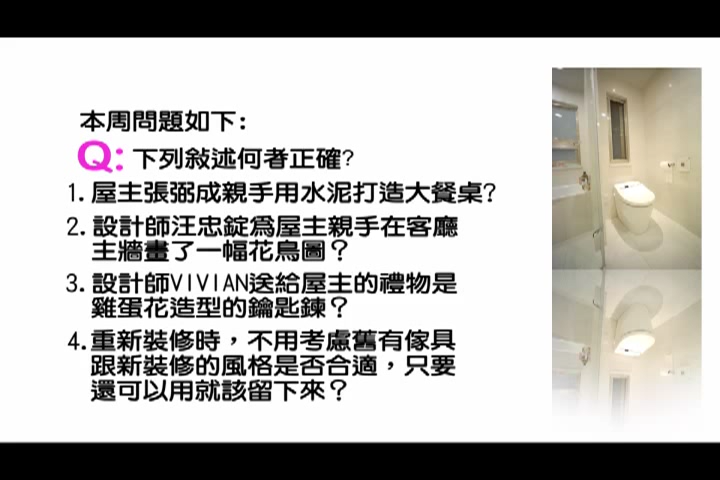 本周問題如下:
Q: 下列敍述何者正確?
1. 屋主張弼成親手用水泥打造大餐桌?
2. 設計師汪忠錠為屋主親手在客廳
主牆畫了一幅花鳥圖？
3. 設計師VIVIAN送給屋主的禮物是
雞蛋花造型的鑰匙鍊？
4. 重新裝修時，不用考慮舊有傢具
跟新裝修的風格是否合適，只要
還可以用就該留下來？